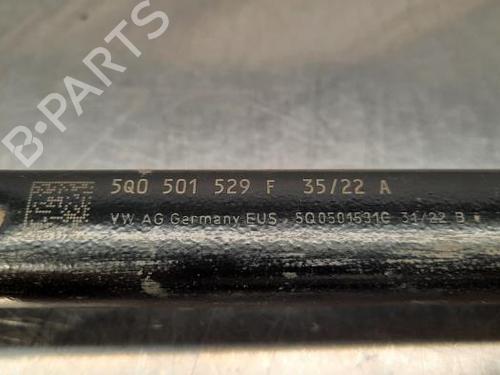 B-PARTS
5Q0 501 529 F 35/22 A
VW AG Germany EUS 5Q0501531C 31/22 B